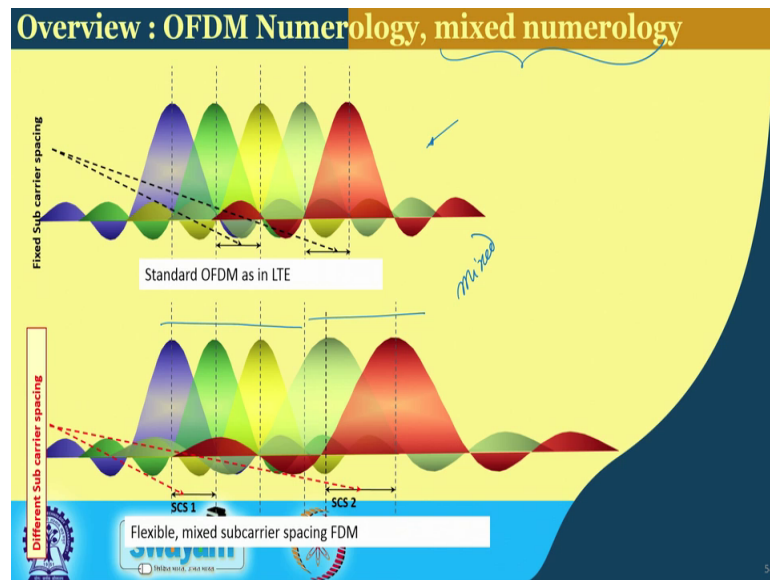 Overview : OFDM Numerology, mixed numerology
Fixed Sub carrier spacing
Standard OFDM as in LTE
mixed
Different Sub carrier spacing
SCS 1
SCS 2
Flexible, mixed subcarrier spacing FDM
swayam
5